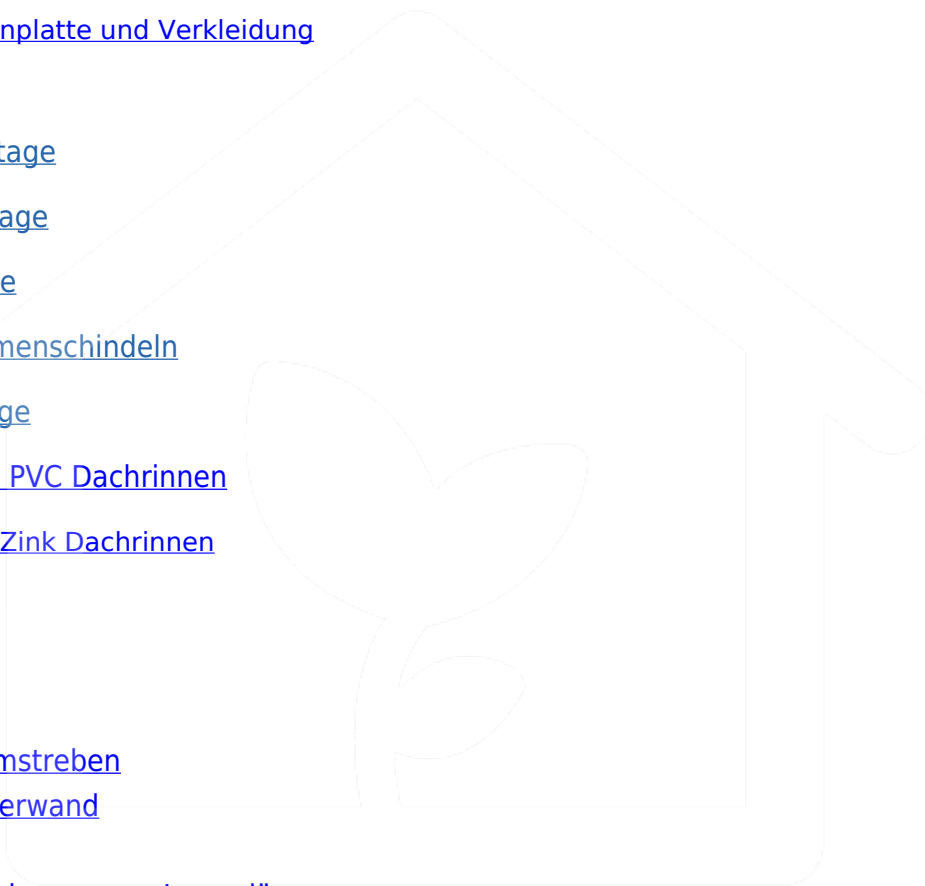 nplatte und Verkleidung
tage
age
e
menschindeln
ge
PVC Dachrinnen
Zink Dachrinnen
mstreben
erwand